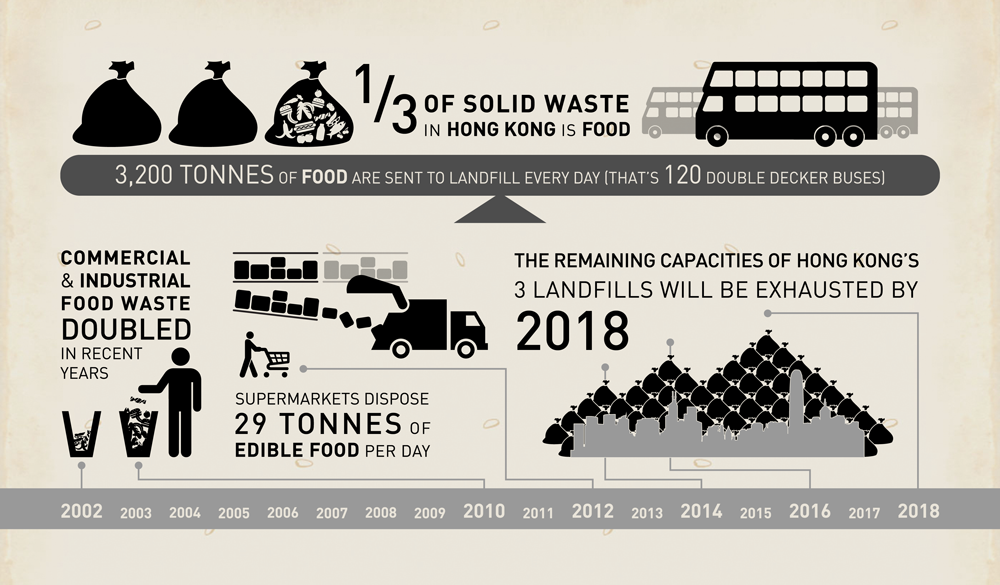 1/3 OF SOLID WASTE
IN HONG KONG IS FOOD
3,200 TONNES OF FOOD ARE SENT TO LANDFILL EVERY DAY (THAT'S 120 DOUBLE DECKER BUSES)
COMMERCIAL
& INDUSTRIAL
FOOD WASTE
DOUBLED
IN RECENT
YEARS
SUPERMARKETS DISPOSE
29 TONNES OF
EDIBLE FOOD PER DAY
THE REMAINING CAPACITIES OF HONG KONG'S
3 LANDFILLS WILL BE EXHAUSTED BY
2018
2002 2003 2004 2005 2006 2007 2008 2009 2010 2011 2012 2013 2014 2015 2016 2017 2018